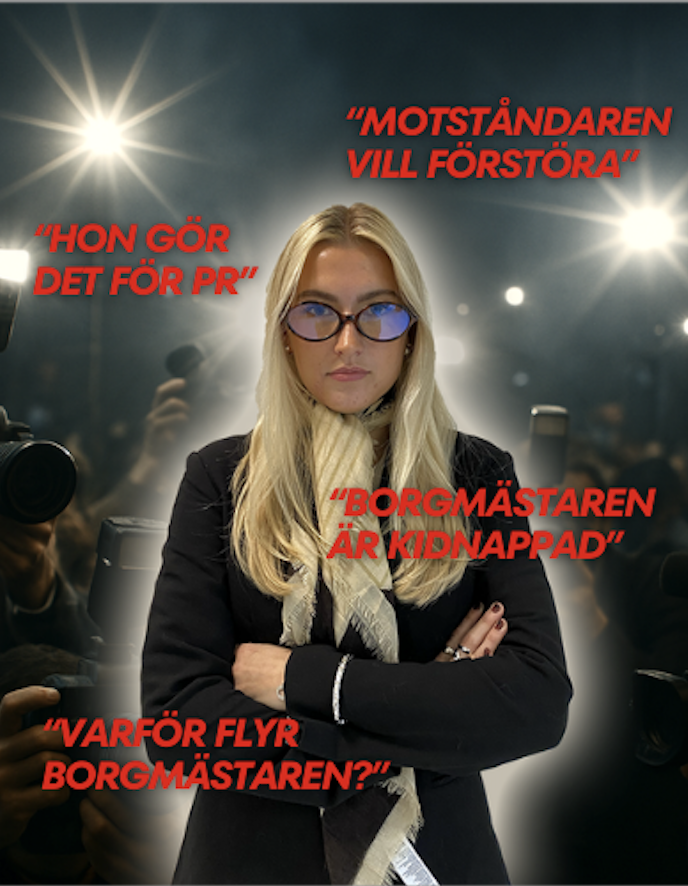 “MOTSTÅNDAREN
VILL FÖRSTÖRA”
“HON GÖR
DET FÖR PR”
“BORGMÄSTAREN
ÄR KIDNAPPAD”
“VARFÖR FLYR
BORGMÄSTAREN?”